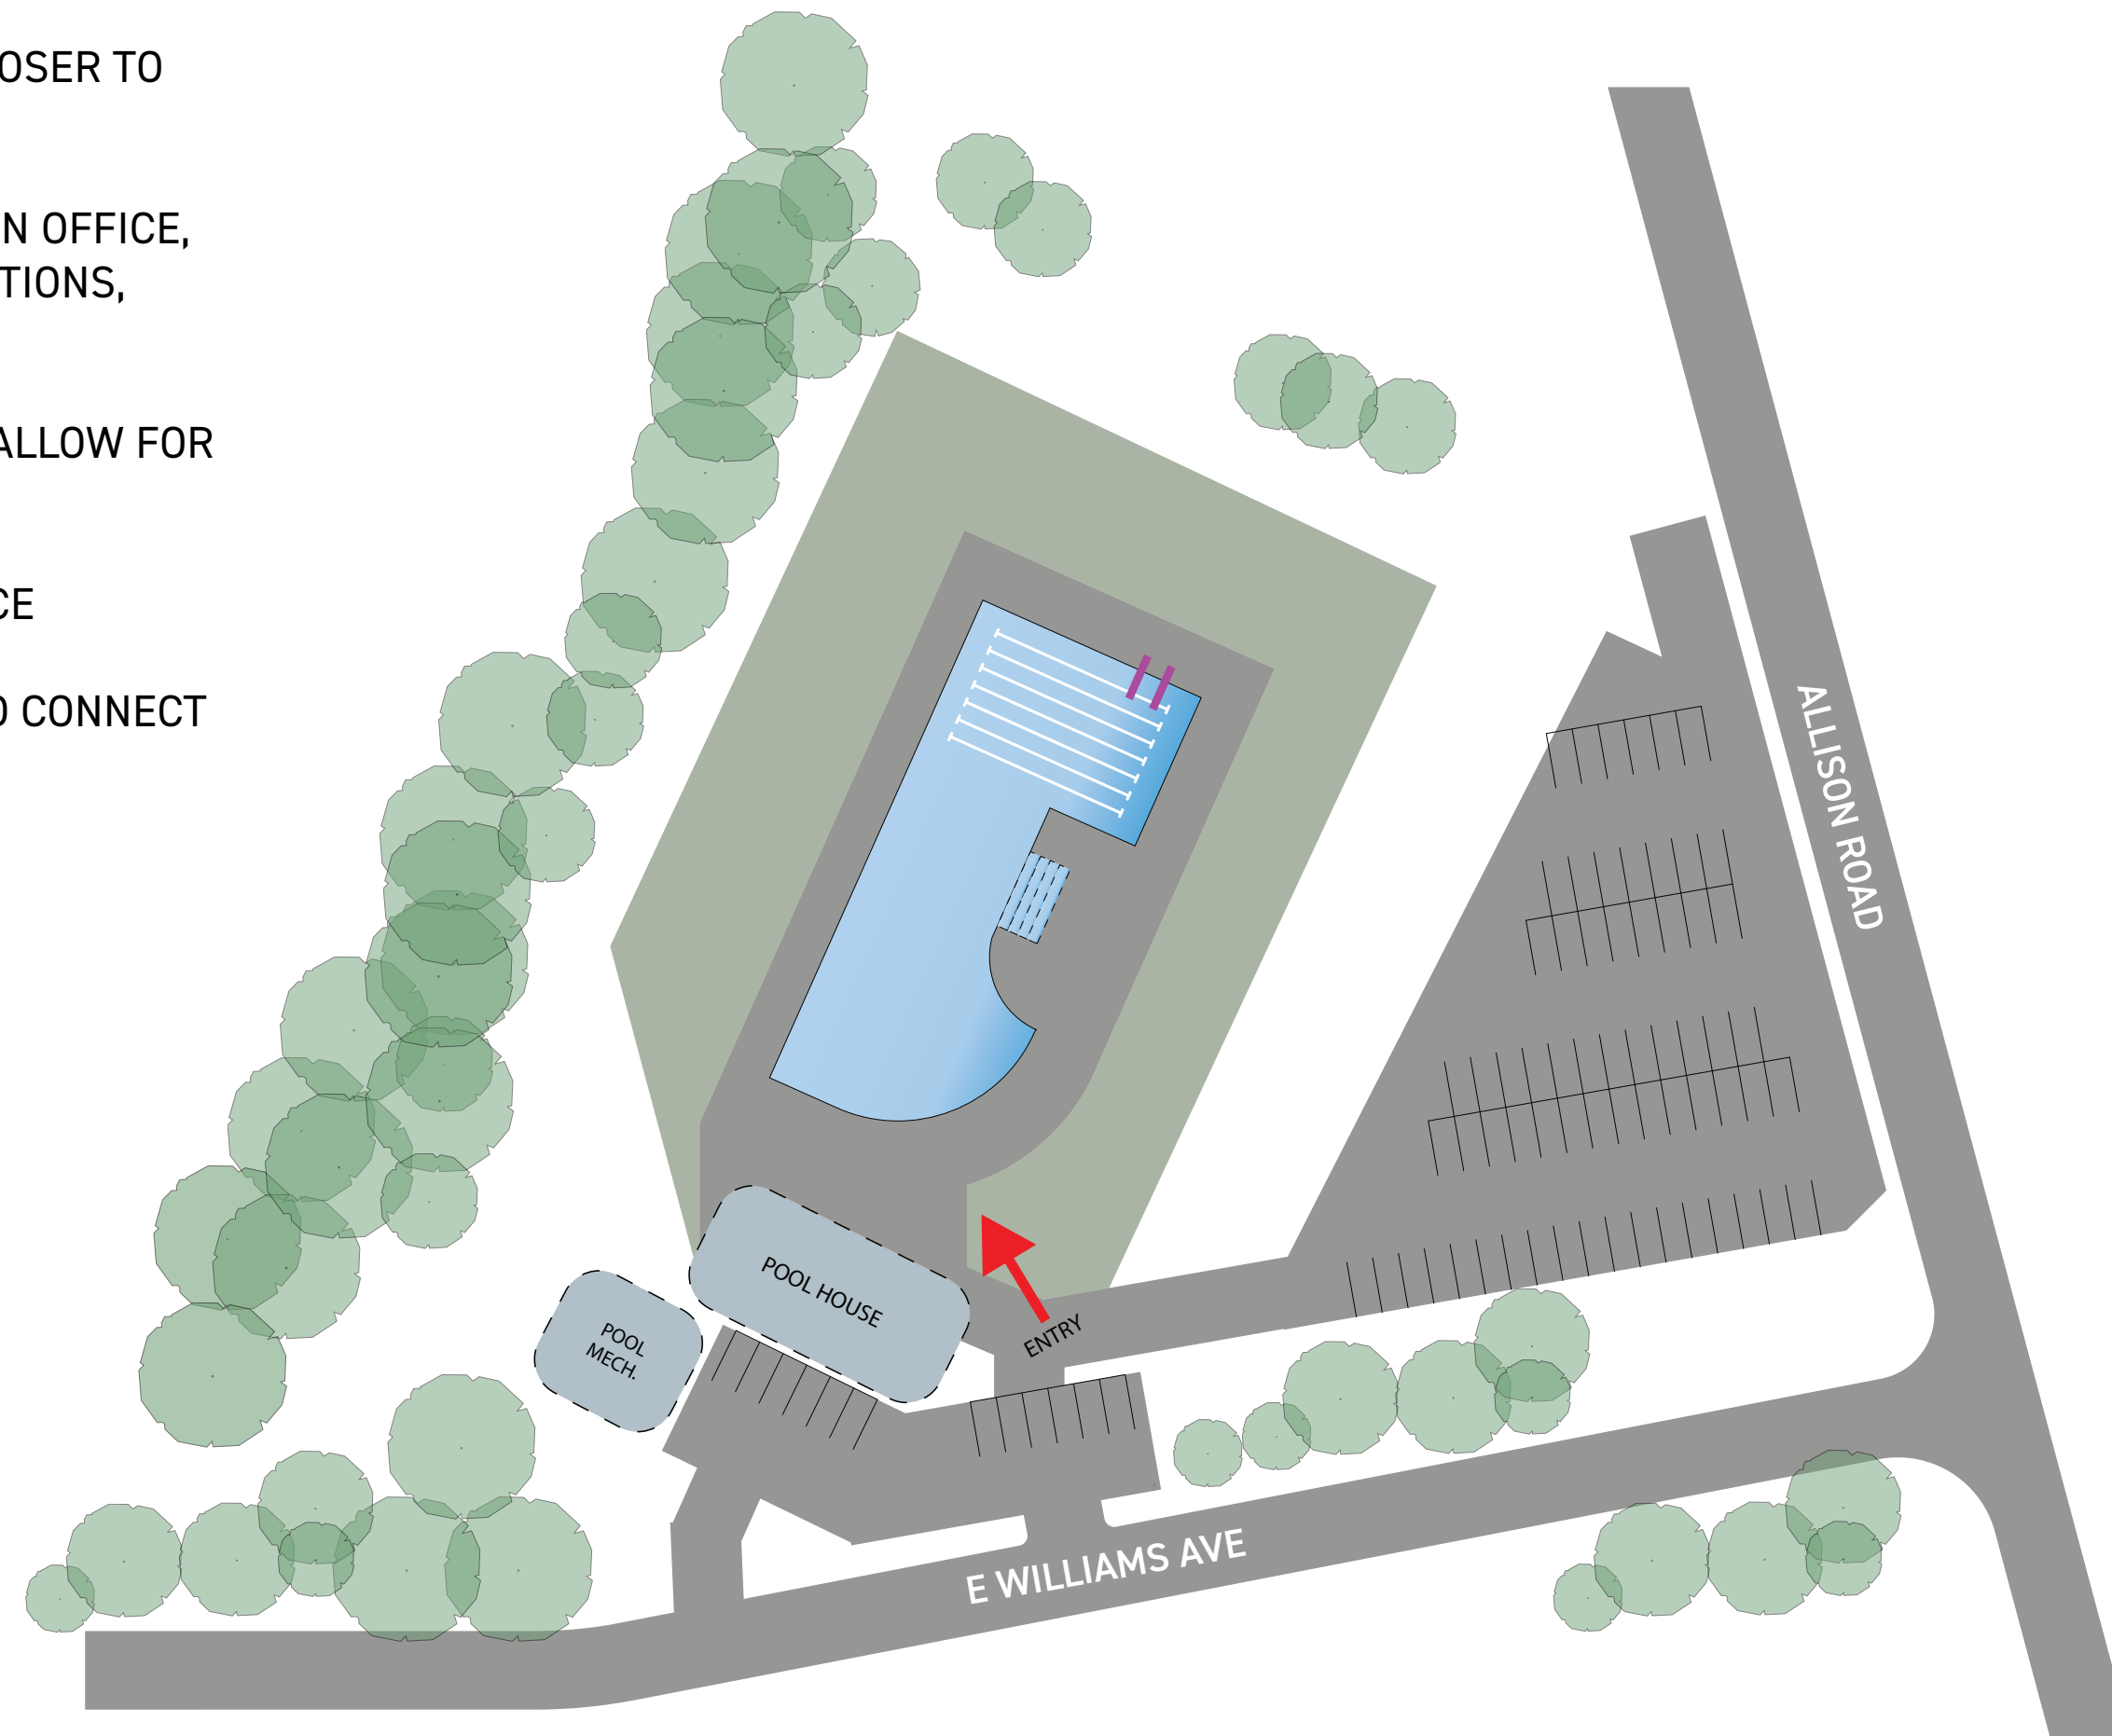 OSER TO
N OFFICE,
TIONS,
ALLOW FOR
CE
O CONNECT
ALLISON ROAD
POOL HOUSE
POOL
MECH.
ENTRY
E WILLIAMS AVE